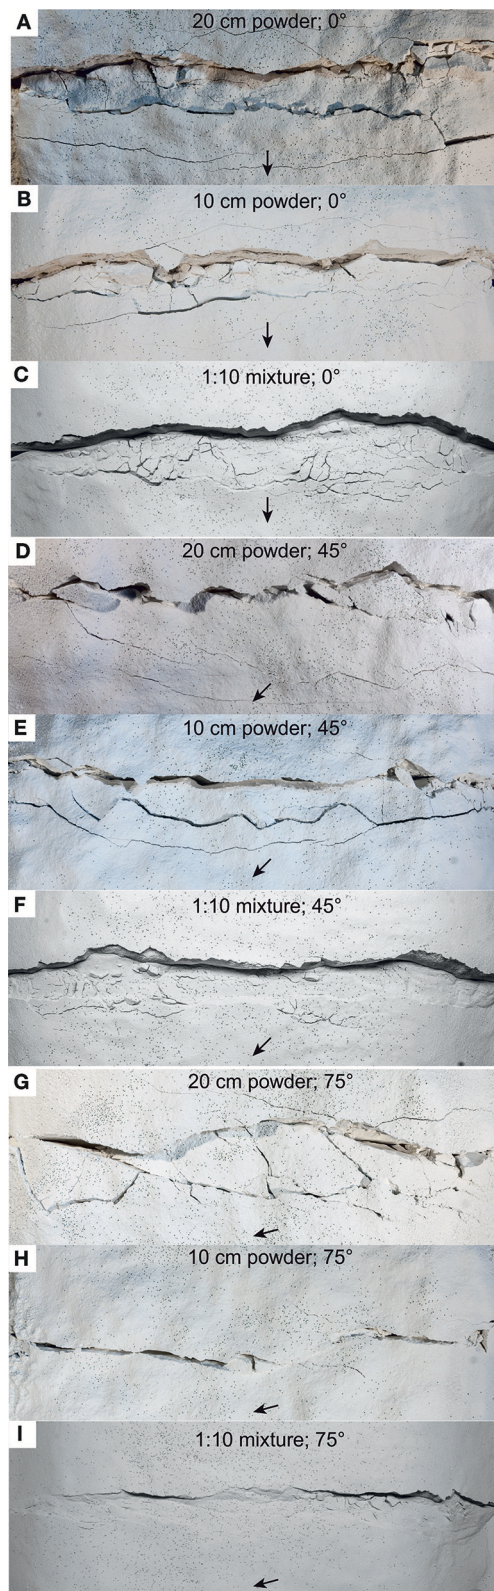 A
20 cm powder; 0°
B
10 cm powder; 0°
C
1:10 mixture; 0°
D
20 cm powder; 45°
E
10 cm powder; 45°
F
1:10 mixture; 45°
G
20 cm powder; 75°
H
10 cm powder; 75°
I
1:10 mixture; 75°